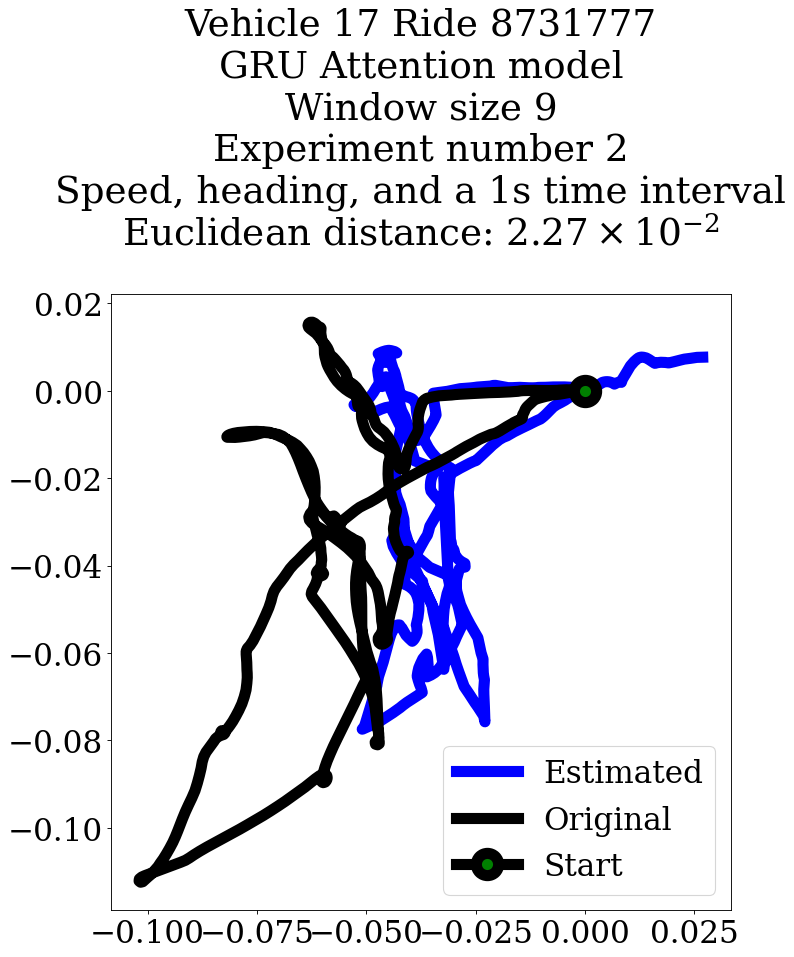 Vehicle 17 Ride 8731777
GRU Attention model
Window size 9
Experiment number 2
Speed, heading, and a 1s time interval
Euclidean distance: 2.27 × 10⁻²
0.02
0.00
−0.02
−0.04
−0.06
−0.08
−0.10
Estimated
Original
Start
−0.100 −0.075 −0.050 −0.025 0.000 0.025